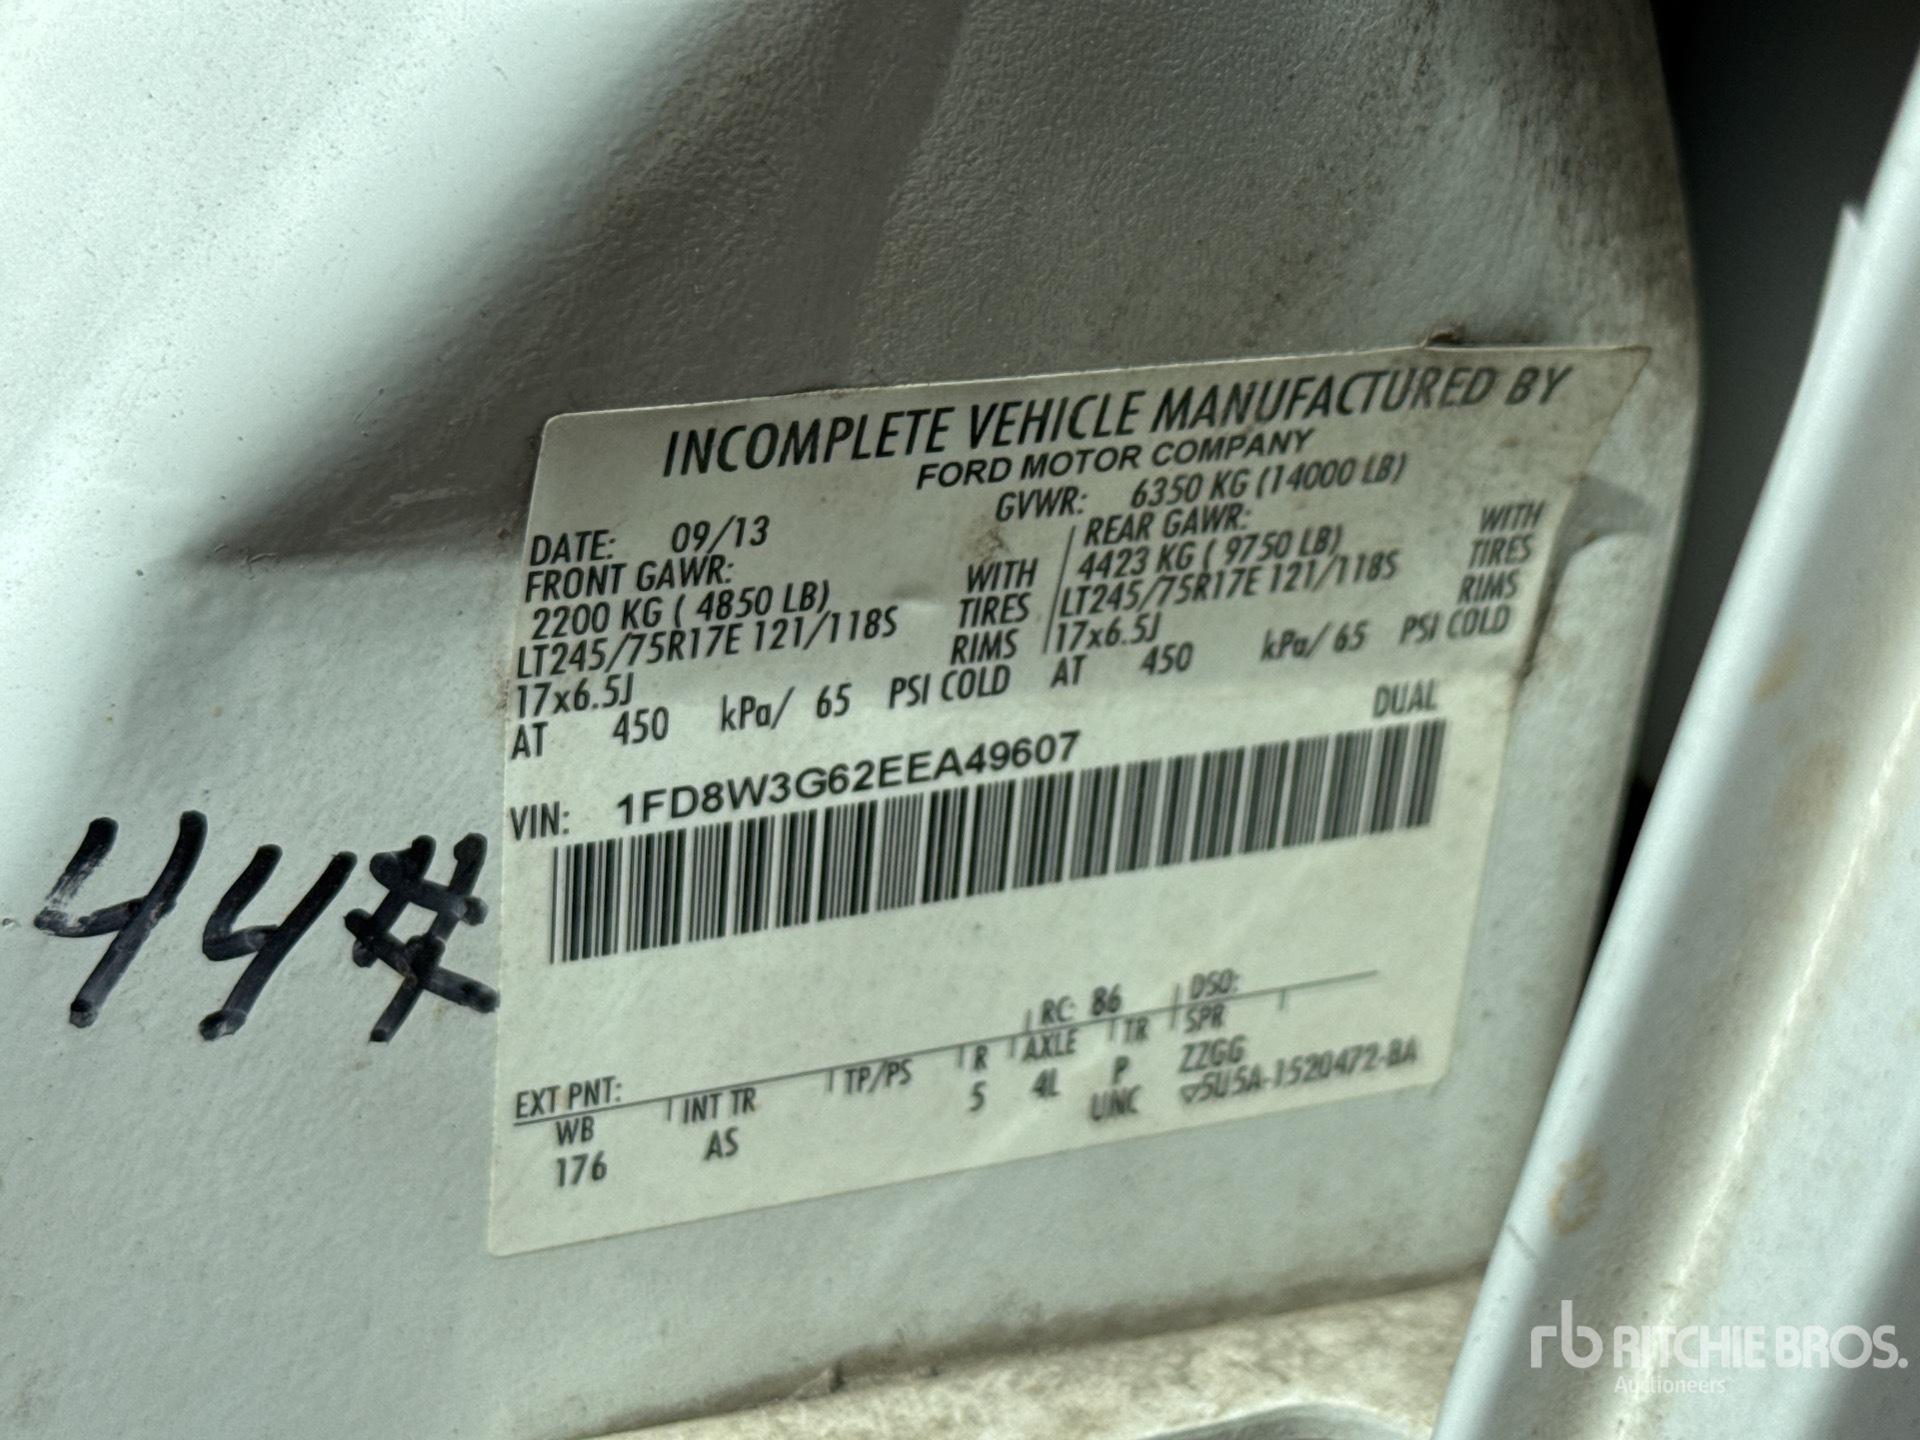 INCOMPLETE VEHICLE MANUFACTURED BY
FORD MOTOR COMPANY
DATE: 09/13 GVWR: 6350 KG (14000 LB)
FRONT GAWR: REAR GAWR:
2200 KG ( 4850 LB) WITH 4423 KG ( 9750 LB) WITH
LT245/75R17E 121/118S TIRES LT245/75R17E 121/118S TIRES
17x6.5J RIMS 17x6.5J RIMS
AT 450 kPa/ 65 PSI COLD AT 450 kPa/ 65 PSI COLD
DUAL
VIN: 1FD8W3G62EEA49607
44#
EXT PNT: RC: 86 DSO:
WB INT TR TP/PS R AXLE TR SPR
176 AS 5 4L P ZZGG
UNC ▽5U5A-1520472-BA
rb RITCHIE BROS.
Auctioneers